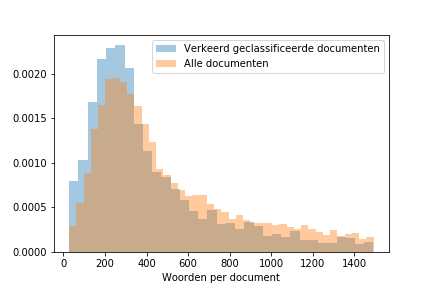 Verkeerd geclassificeerde documenten
Alle documenten
0.0020
0.0015
0.0010
0.0005
0.0000
0 200 400 600 800 1000 1200 1400
Woorden per document